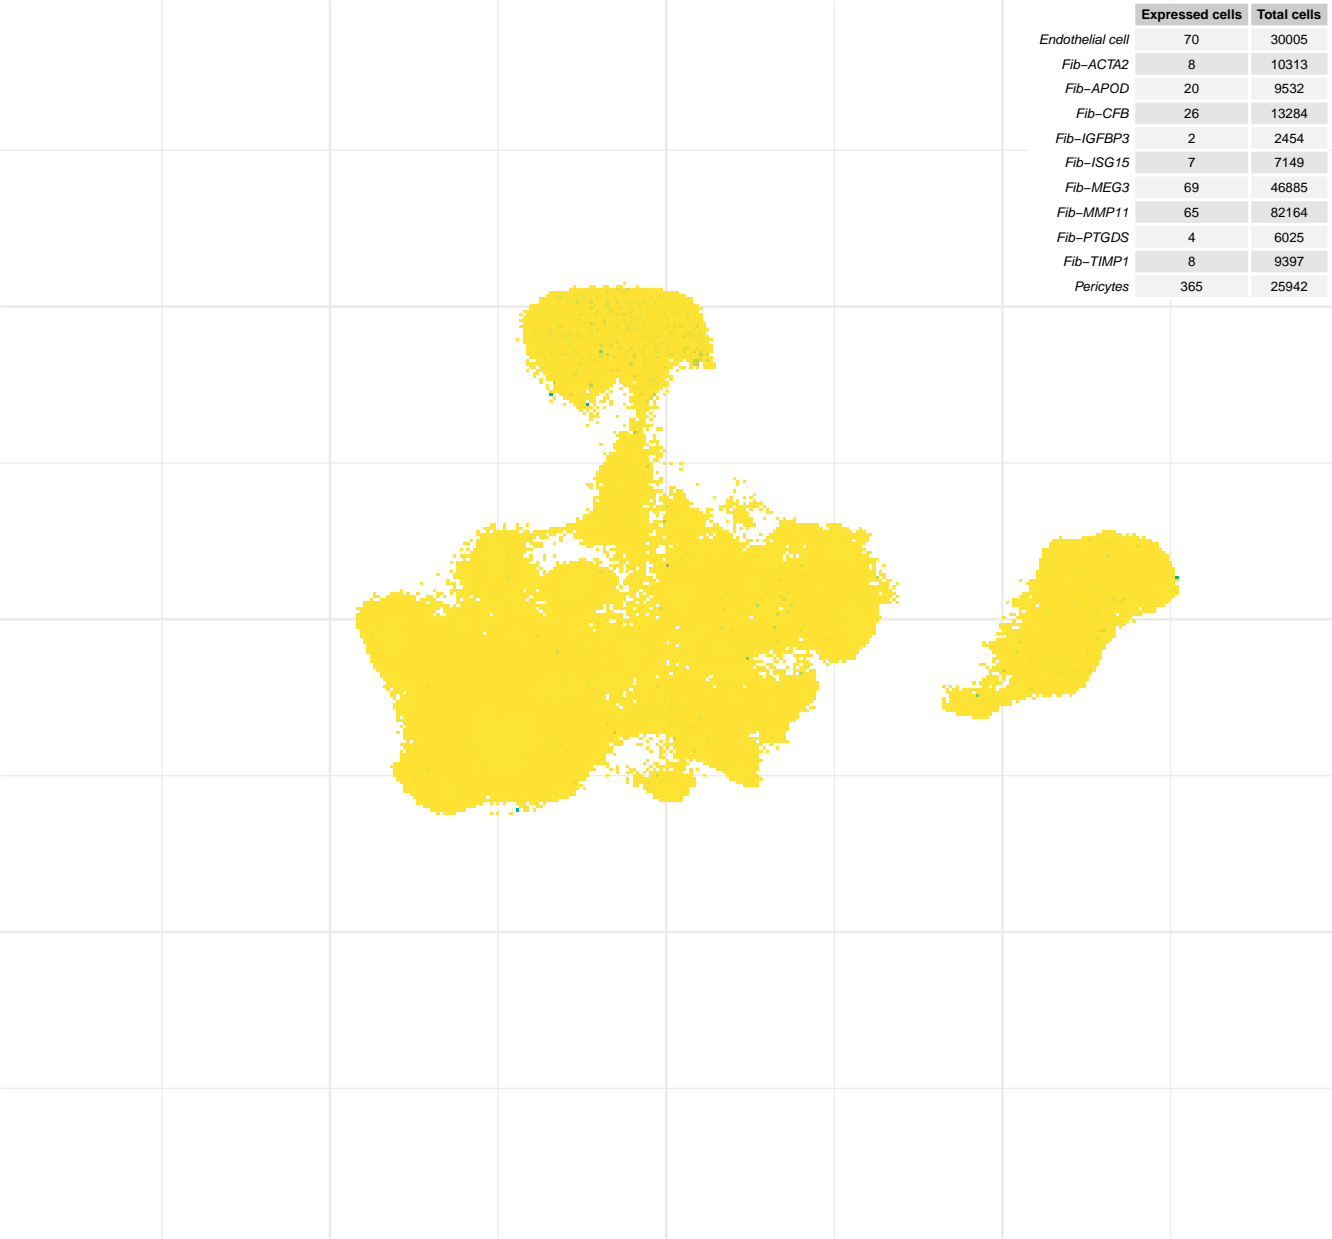 Expressed cells Total cells
Endothelial cell 70 30005
Fib−ACTA2 8 10313
Fib−APOD 20 9532
Fib−CFB 26 13284
Fib−IGFBP3 2 2454
Fib−ISG15 7 7149
Fib−MEG3 69 46885
Fib−MMP11 65 82164
Fib−PTGDS 4 6025
Fib−TIMP1 8 9397
Pericytes 365 25942